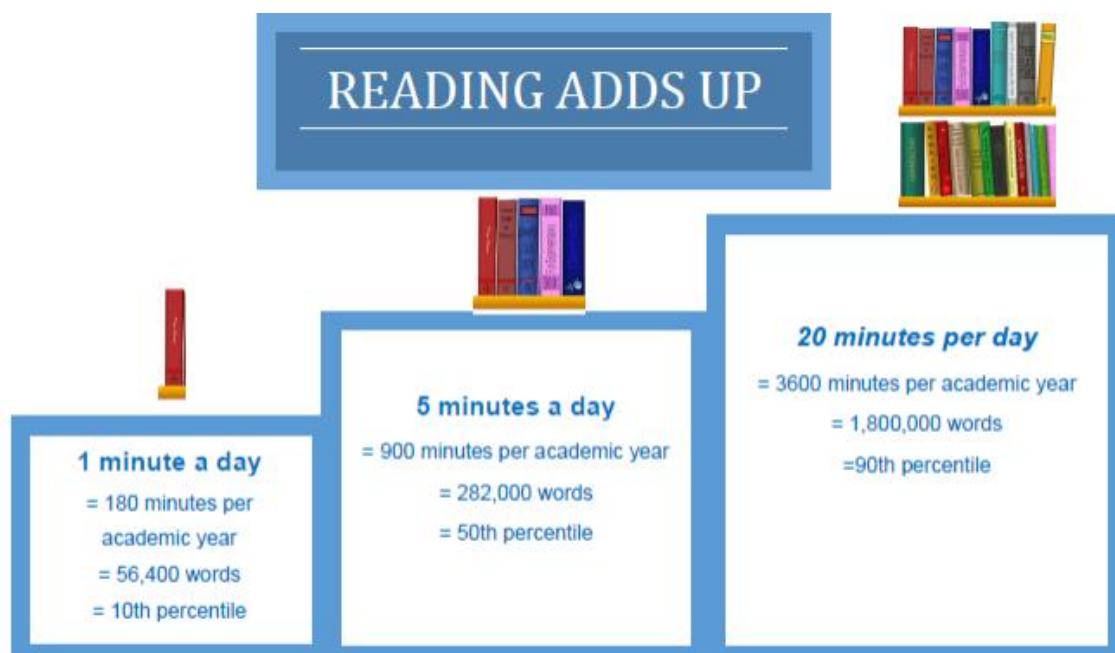 READING ADDS UP
1 minute a day
= 180 minutes per
academic year
= 56,400 words
= 10th percentile
5 minutes a day
= 900 minutes per academic year
= 282,000 words
= 50th percentile
20 minutes per day
= 3600 minutes per academic year
= 1,800,000 words
=90th percentile